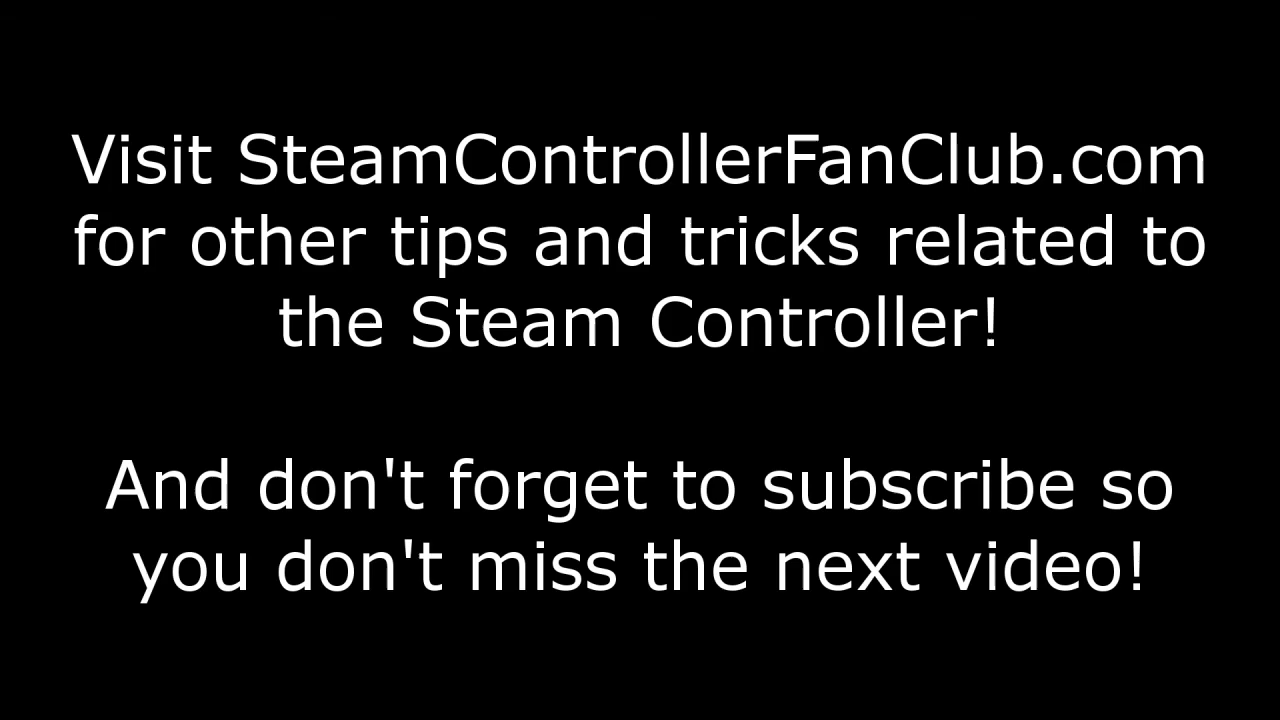 Visit SteamControllerFanClub.com
for other tips and tricks related to
the Steam Controller!
And don't forget to subscribe so
you don't miss the next video!